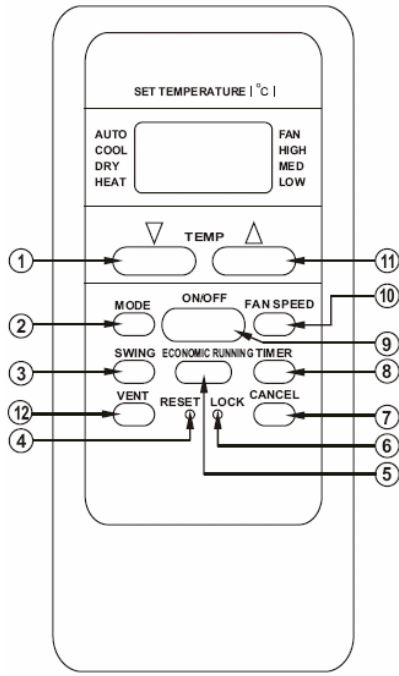 SET TEMPERATURE | °C |
AUTO
COOL
DRY
HEAT
FAN
HIGH
MED
LOW
TEMP
1
11
MODE
ON/OFF
FAN SPEED
10
2
9
SWING
ECONOMIC RUNNING
TIMER
3
8
VENT
RESET
LOCK
CANCEL
12
7
4
6
5